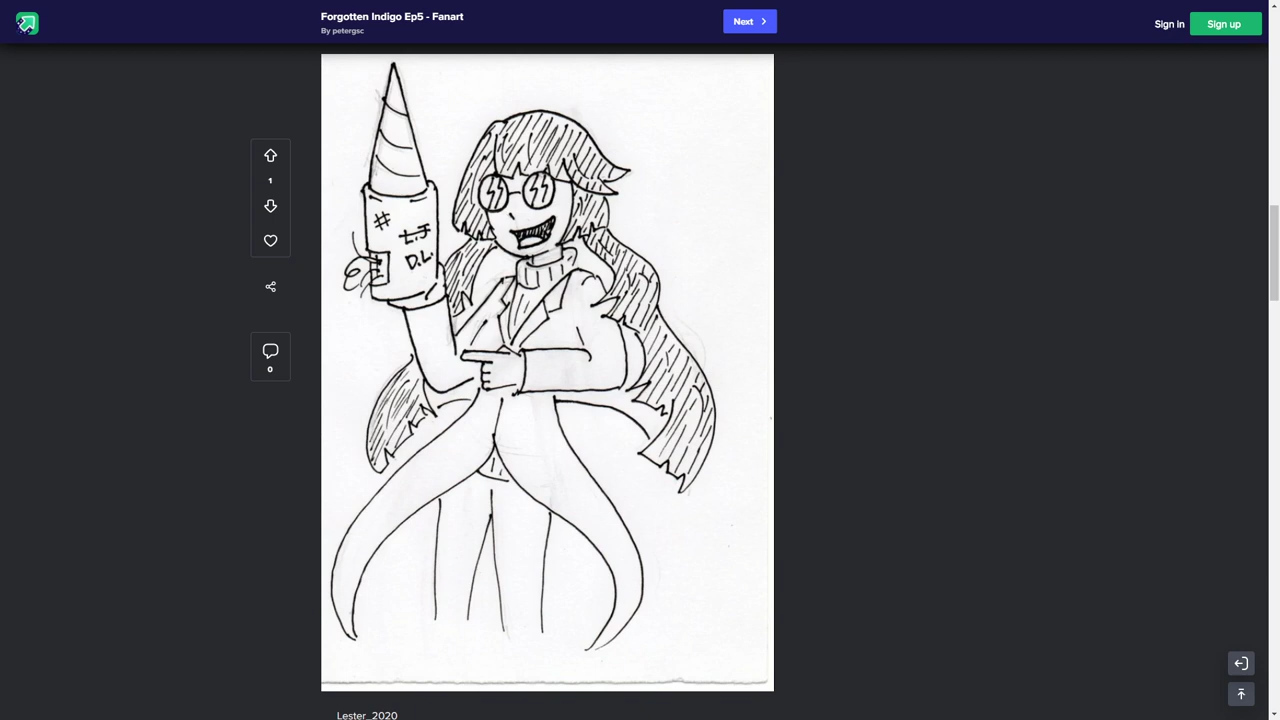 Forgotten Indigo Ep5 - Fanart
By petergsc
Next
Sign in
Sign up
1
0
#
D.L.
Lester_2020